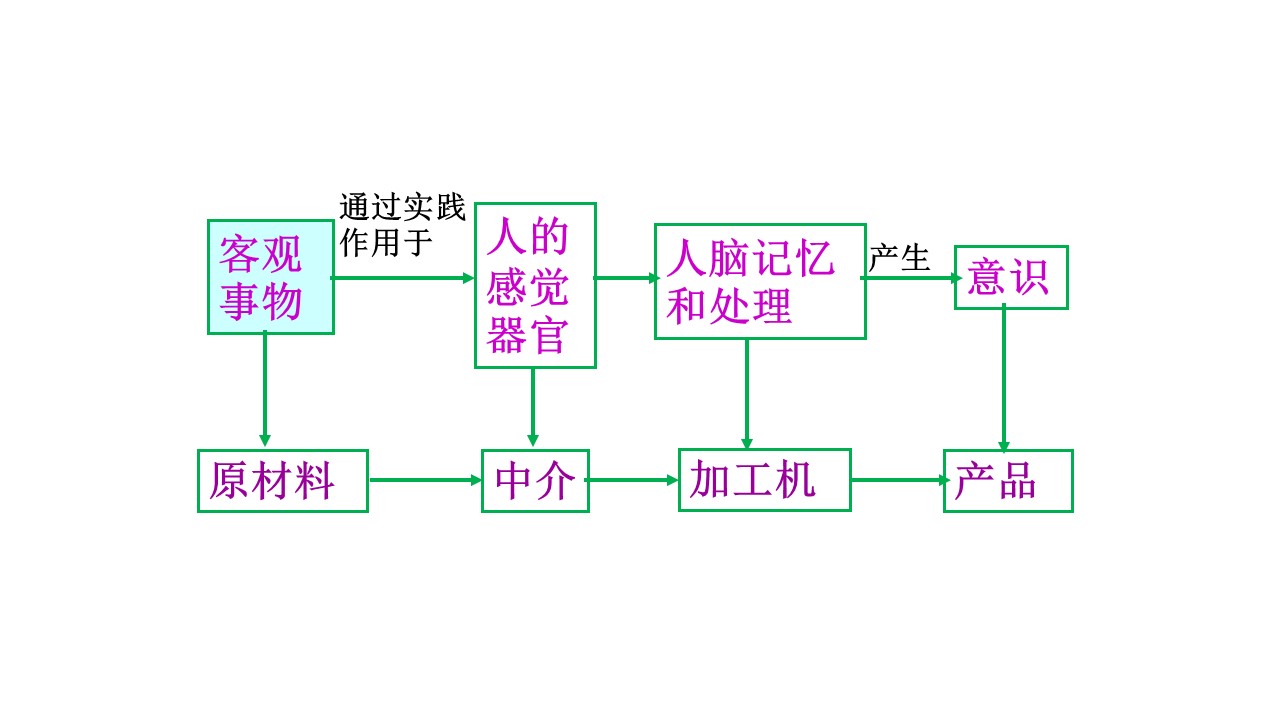 客观
事物
通过实践
作用于
人的
感觉
器官
人脑记忆
和处理
产生
意识
原材料
中介
加工机
产品